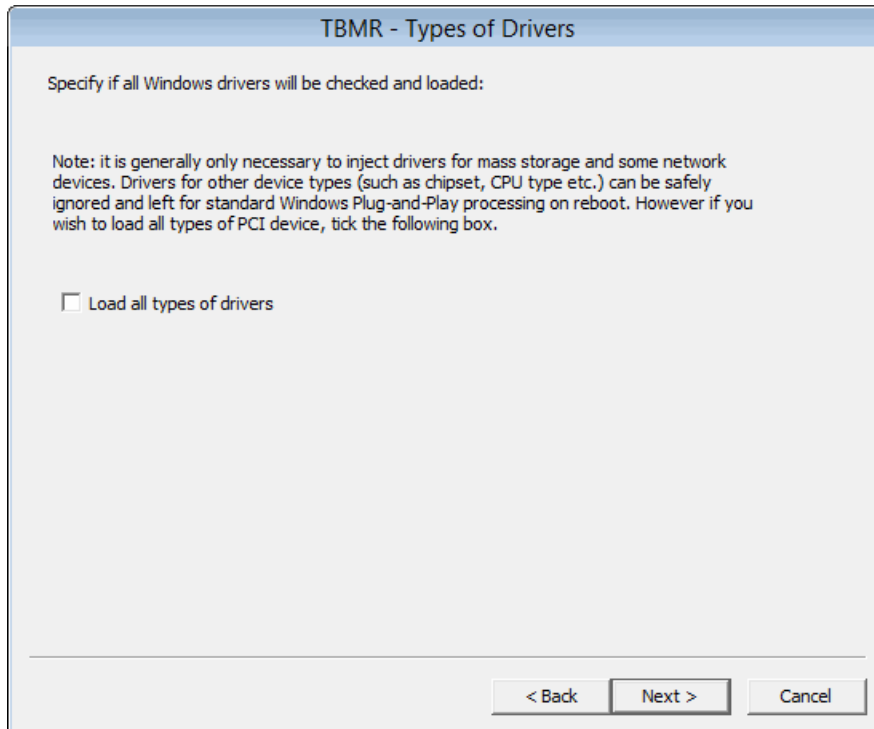 TBMR - Types of Drivers
Specify if all Windows drivers will be checked and loaded:
Note: it is generally only necessary to inject drivers for mass storage and some network
devices. Drivers for other device types (such as chipset, CPU type etc.) can be safely
ignored and left for standard Windows Plug-and-Play processing on reboot. However if you
wish to load all types of PCI device, tick the following box.
Load all types of drivers
< Back Next > Cancel